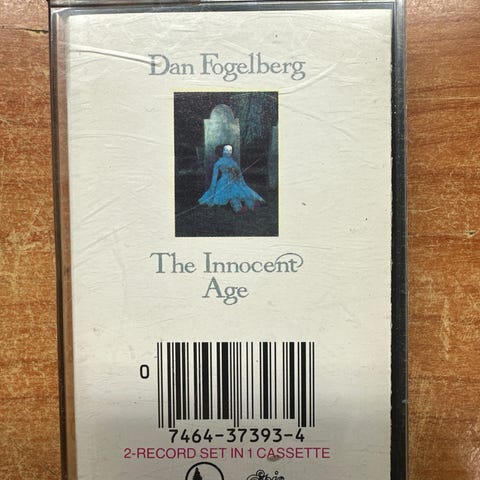 Dan Fogelberg
The Innocent
Age
0
7464-37393-4
2-RECORD SET IN 1 CASSETTE